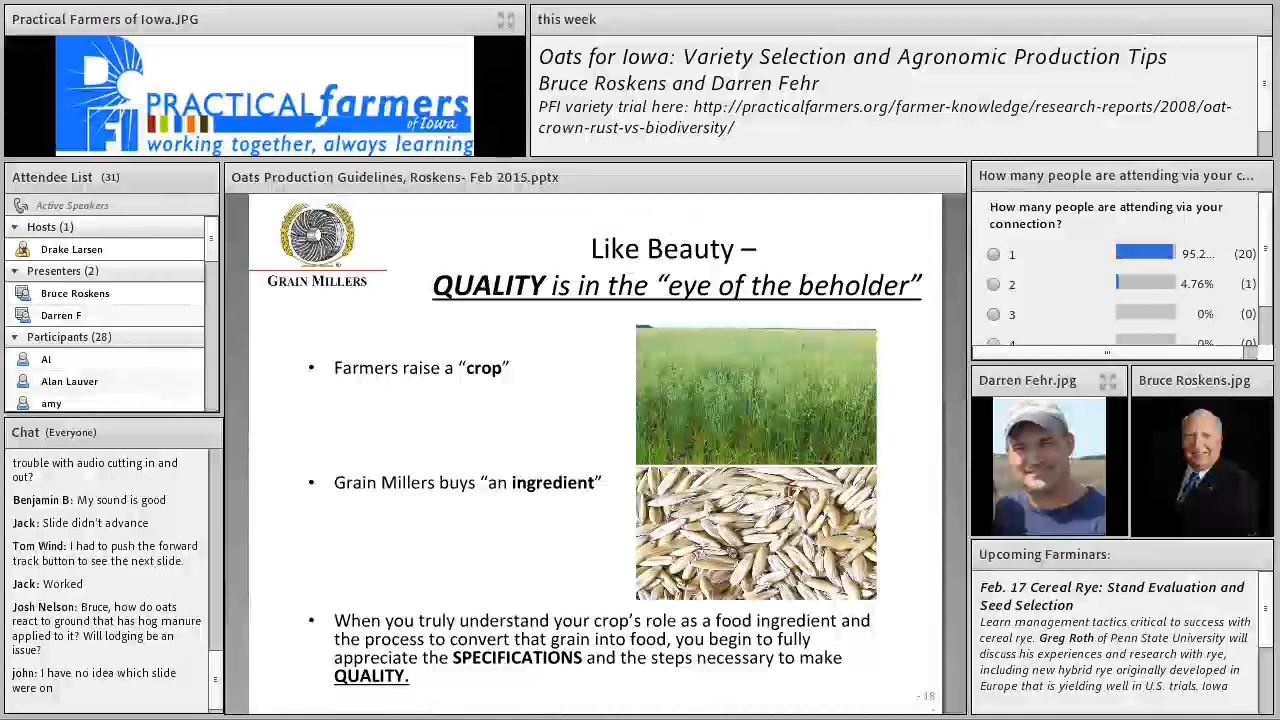 Practical Farmers of Iowa.JPG
PRACTICAL farmers
of Iowa
PFI
working together, always learning
this week
Oats for Iowa: Variety Selection and Agronomic Production Tips
Bruce Roskens and Darren Fehr
PFI variety trial here: http://practicalfarmers.org/farmer-knowledge/research-reports/2008/oat-
crown-rust-vs-biodiversity/
Attendee List (31)
Active Speakers
Hosts (1)
Drake Larsen
Presenters (2)
Bruce Roskens
Darren F
Participants (28)
Al
Alan Lauver
amy
Chat (Everyone)
trouble with audio cutting in and
out?
Benjamin B: My sound is good
Jack: Slide didn't advance
Tom Wind: I had to push the forward
track button to see the next slide.
Jack: Worked
Josh Nelson: Bruce, how do oats
react to ground that has hog manure
applied to it? Will lodging be an
issue?
john: I have no idea which slide
were on
Oats Production Guidelines, Roskens- Feb 2015.pptx
GRAIN MILLERS
Like Beauty –
QUALITY is in the “eye of the beholder”
• Farmers raise a “crop”
• Grain Millers buys “an ingredient”
• When you truly understand your crop’s role as a food ingredient and
the process to convert that grain into food, you begin to fully
appreciate the SPECIFICATIONS and the steps necessary to make
QUALITY.
- 18
How many people are attending via your c...
How many people are attending via your
connection?
1 95.2... (20)
2 4.76% (1)
3 0% (0)
4 0% (0)
Darren Fehr.jpg
Bruce Roskens.jpg
Upcoming Farminars:
Feb. 17 Cereal Rye: Stand Evaluation and
Seed Selection
Learn management tactics critical to success with
cereal rye. Greg Roth of Penn State University will
discuss his experiences and research with rye,
including new hybrid rye originally developed in
Europe that is yielding well in U.S. trials. Iowa